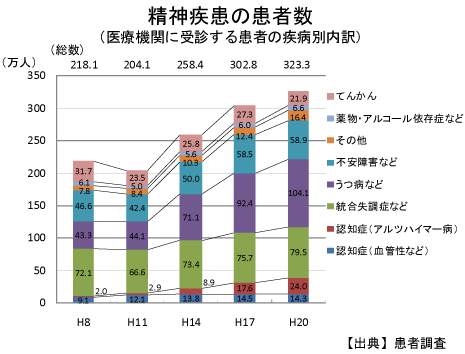 精神疾患の患者数
(医療機関に受診する患者の疾病別内訳)
(万人)
(総数)
218.1 204.1 258.4 302.8 323.3
350
300
250
200
150
100
50
0
31.7 23.5 25.8 27.3 21.9
6.1 5.0 5.6 6.0 6.6
7.8 8.4 10.3 12.4 16.4
46.6 42.4 50.0 58.5 58.9
43.3 44.1 71.1 92.4 104.1
72.1 66.6 73.4 75.7 79.5
2.0 2.9 8.9 17.6 24.0
9.1 12.1 13.8 14.5 14.3
H8 H11 H14 H17 H20
てんかん
薬物・アルコール依存症など
その他
不安障害など
うつ病など
統合失調症など
認知症(アルツハイマー病)
認知症(血管性など)
【出典】患者調査